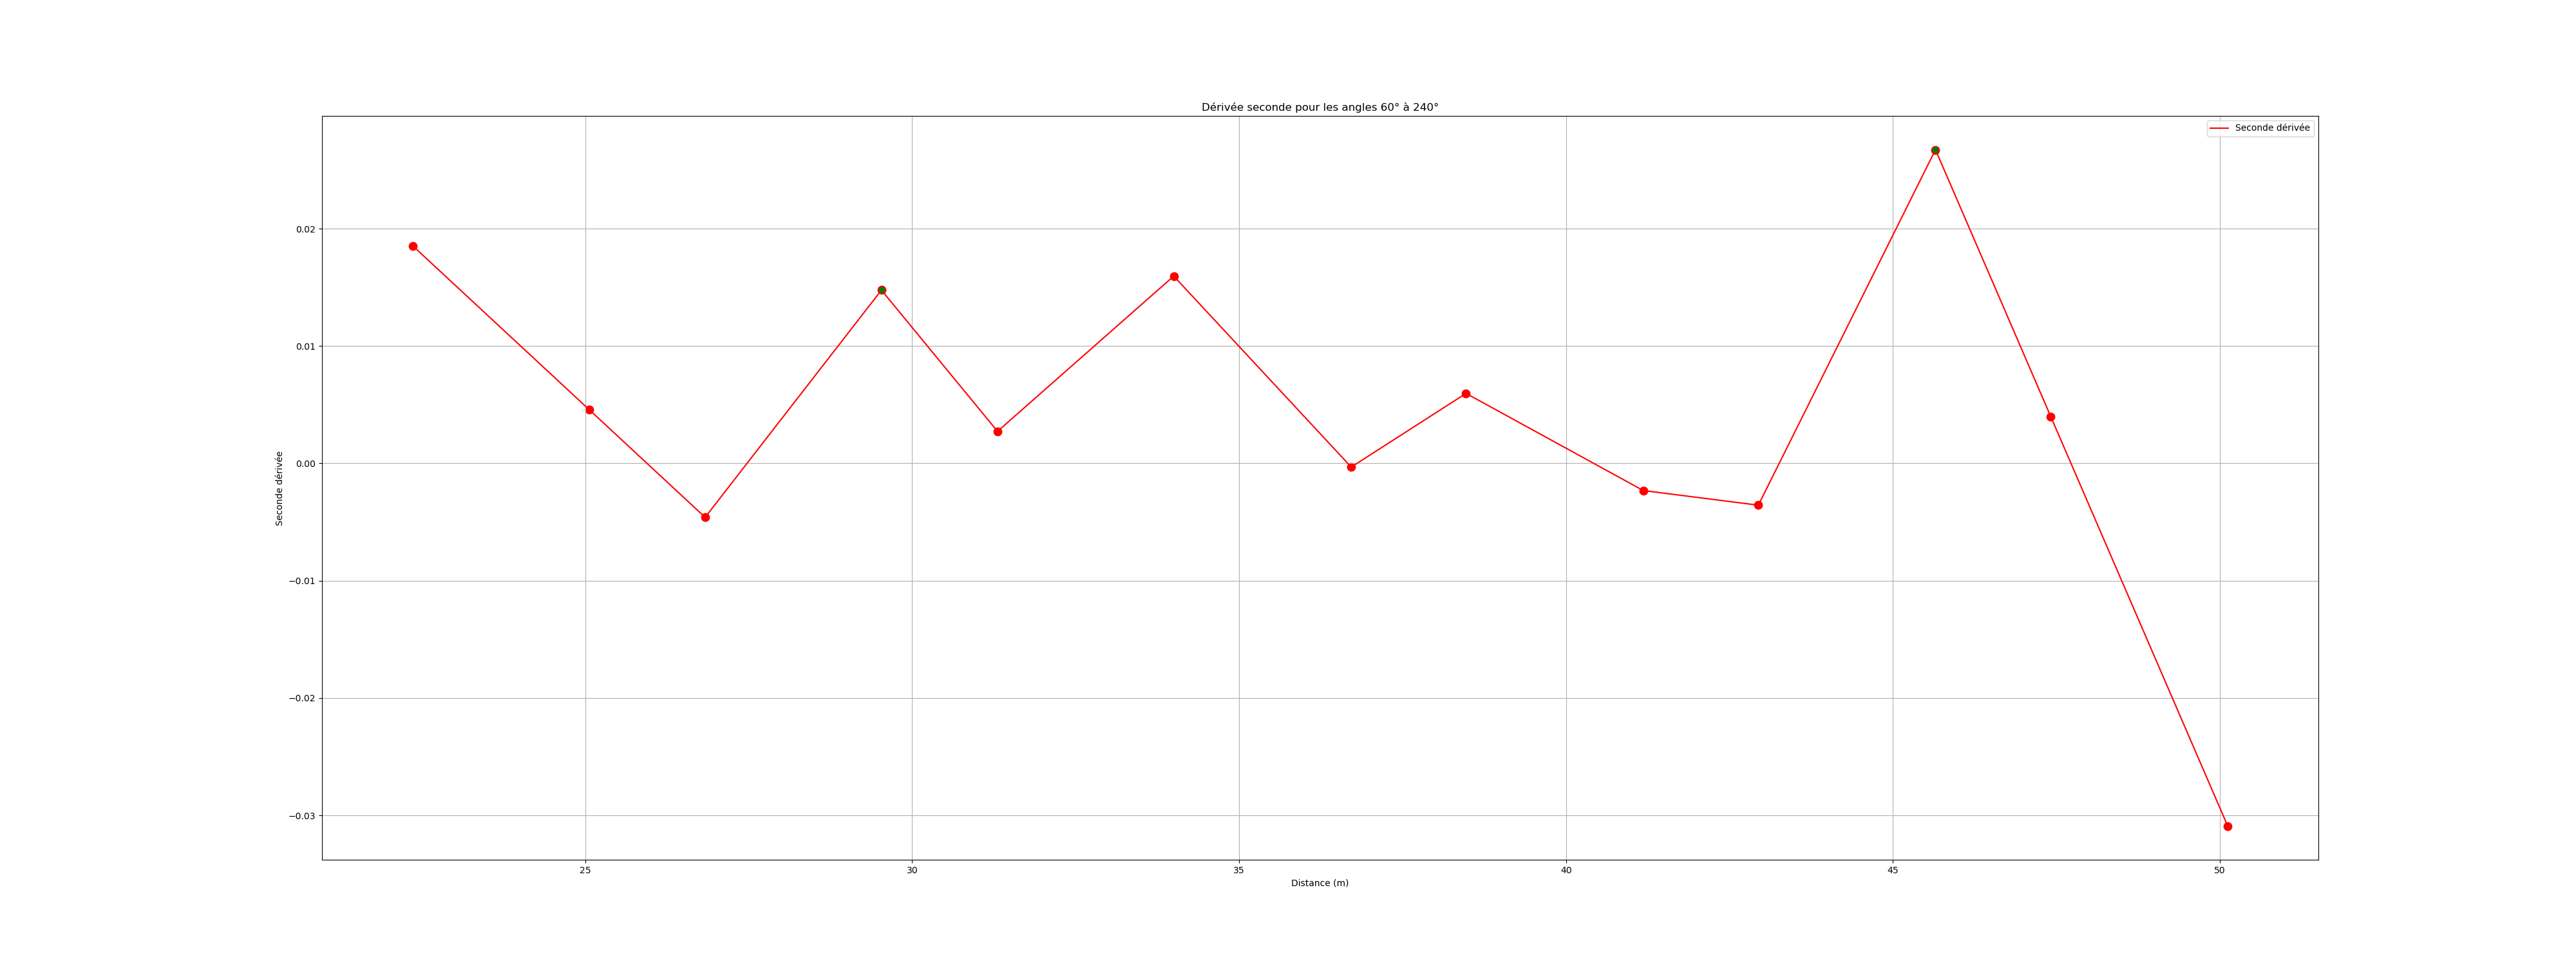 Dérivée seconde pour les angles 60° à 240°
Seconde dérivée
0.02
0.01
0.00
−0.01
−0.02
−0.03
Seconde dérivée
25 30 35 40 45 50
Distance (m)